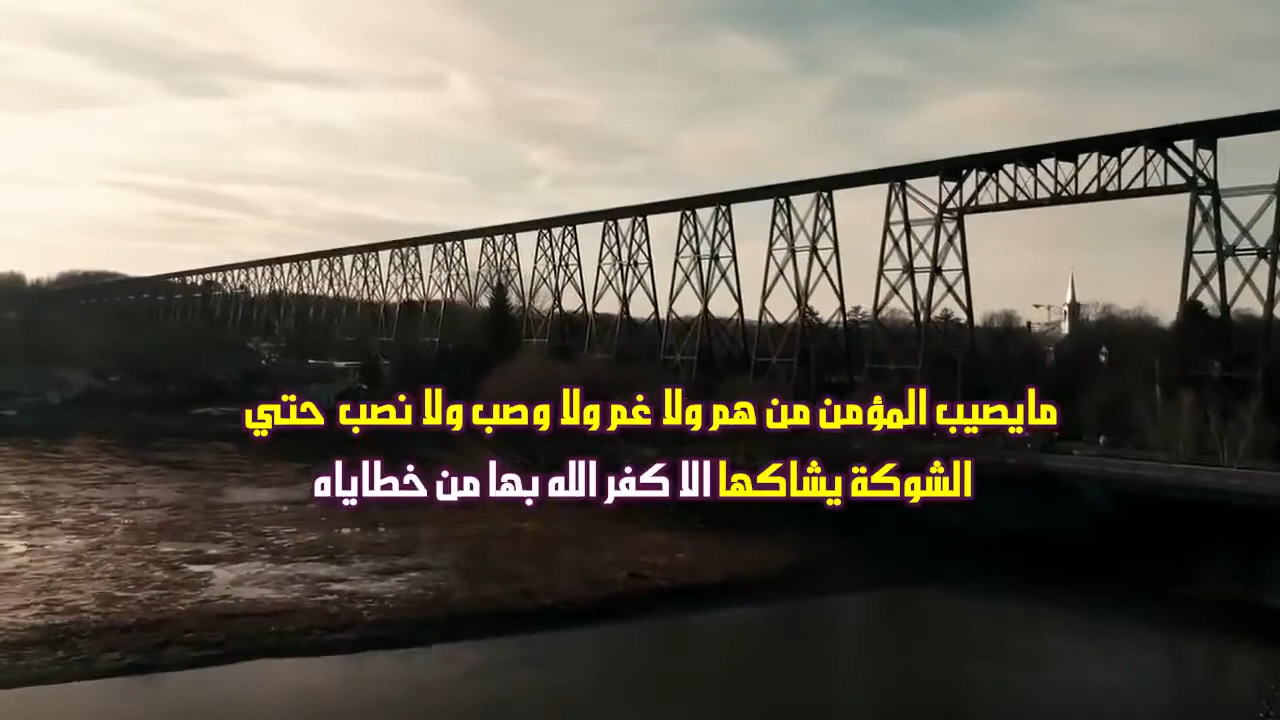 مايصيب المؤمن من هم ولا غم ولا وصب ولا نصب حتي
الشوكة يشاكها الا كفر الله بها من خطاياه